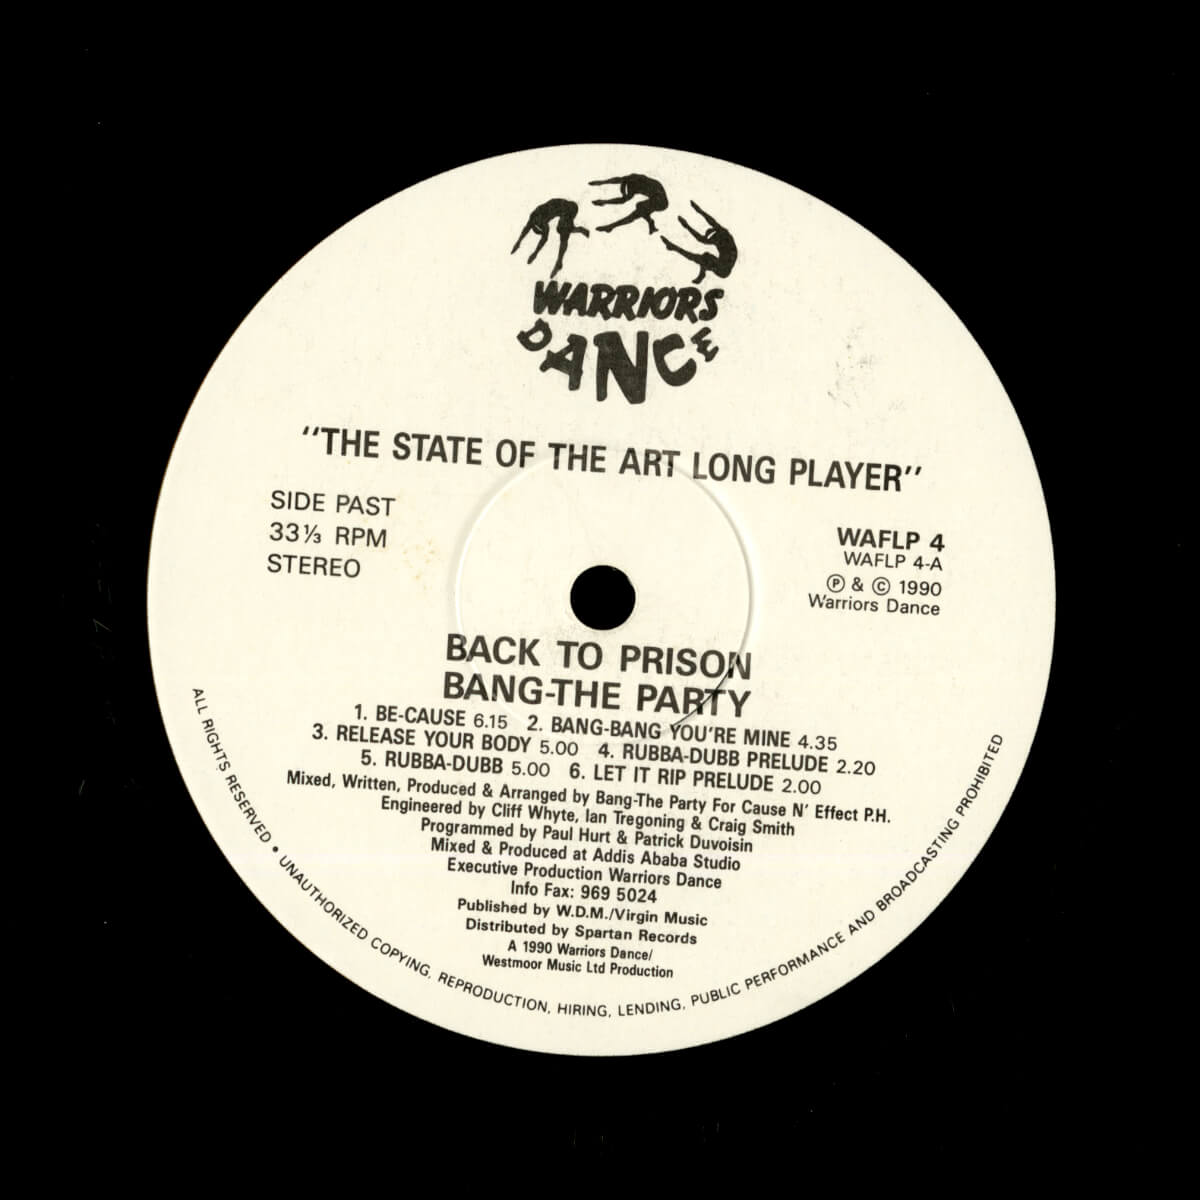 WARRIORS
DANCE
"THE STATE OF THE ART LONG PLAYER"
SIDE PAST
33⅓ RPM
STEREO
WAFLP 4
WAFLP 4-A
Ⓟ & © 1990
Warriors Dance
BACK TO PRISON
BANG-THE PARTY
1. BE-CAUSE 6.15 2. BANG-BANG YOU'RE MINE 4.35
3. RELEASE YOUR BODY 5.00 4. RUBBA-DUBB PRELUDE 2.20
5. RUBBA-DUBB 5.00 6. LET IT RIP PRELUDE 2.00
Mixed, Written, Produced & Arranged by Bang-The Party For Cause N' Effect P.H.
Engineered by Cliff Whyte, Ian Tregoning & Craig Smith
Programmed by Paul Hurt & Patrick Duvoisin
Mixed & Produced at Addis Ababa Studio
Executive Production Warriors Dance
Info Fax: 969 5024
Published by W.D.M./Virgin Music
Distributed by Spartan Records
A 1990 Warriors Dance/
Westmoor Music Ltd Production
ALL RIGHTS RESERVED • UNAUTHORIZED COPYING, REPRODUCTION, HIRING, LENDING, PUBLIC PERFORMANCE AND BROADCASTING PROHIBITED